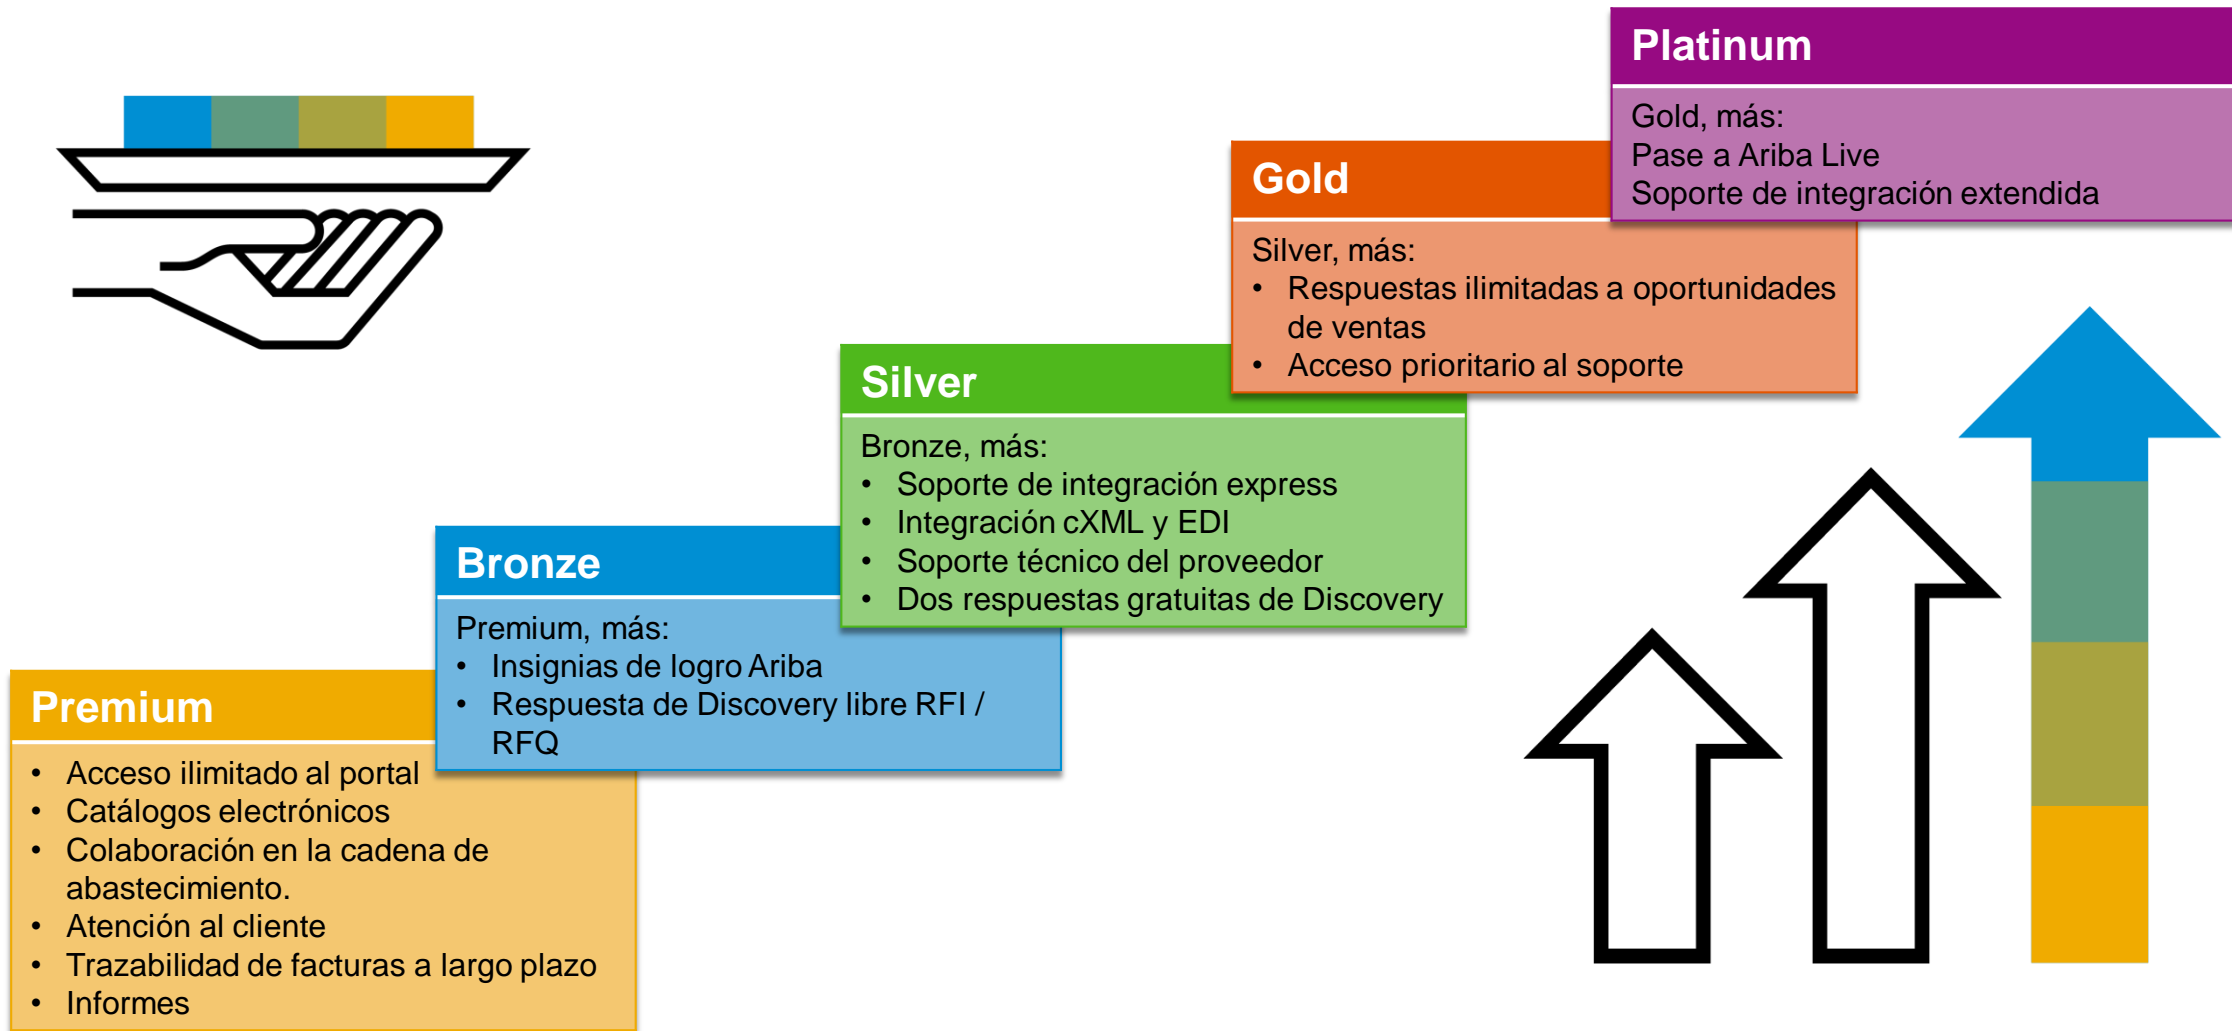 Platinum
Gold, más:
Pase a Ariba Live
Soporte de integración extendida
Gold
Silver, más:
• Respuestas ilimitadas a oportunidades
de ventas
• Acceso prioritario al soporte
Silver
Bronze, más:
• Soporte de integración express
• Integración cXML y EDI
• Soporte técnico del proveedor
• Dos respuestas gratuitas de Discovery
Bronze
Premium, más:
• Insignias de logro Ariba
• Respuesta de Discovery libre RFI /
RFQ
Premium
• Acceso ilimitado al portal
• Catálogos electrónicos
• Colaboración en la cadena de
abastecimiento.
• Atención al cliente
• Trazabilidad de facturas a largo plazo
• Informes